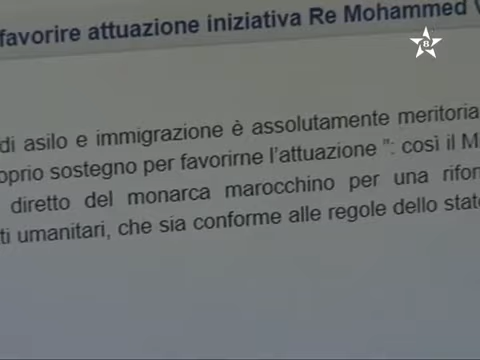 favorire attuazione iniziativa Re Mohammed V
8
di asilo e immigrazione è assolutamente meritoria
oprio sostegno per favorirne l'attuazione ": così il M
diretto del monarca marocchino per una rifor
ti umanitari, che sia conforme alle regole dello stat